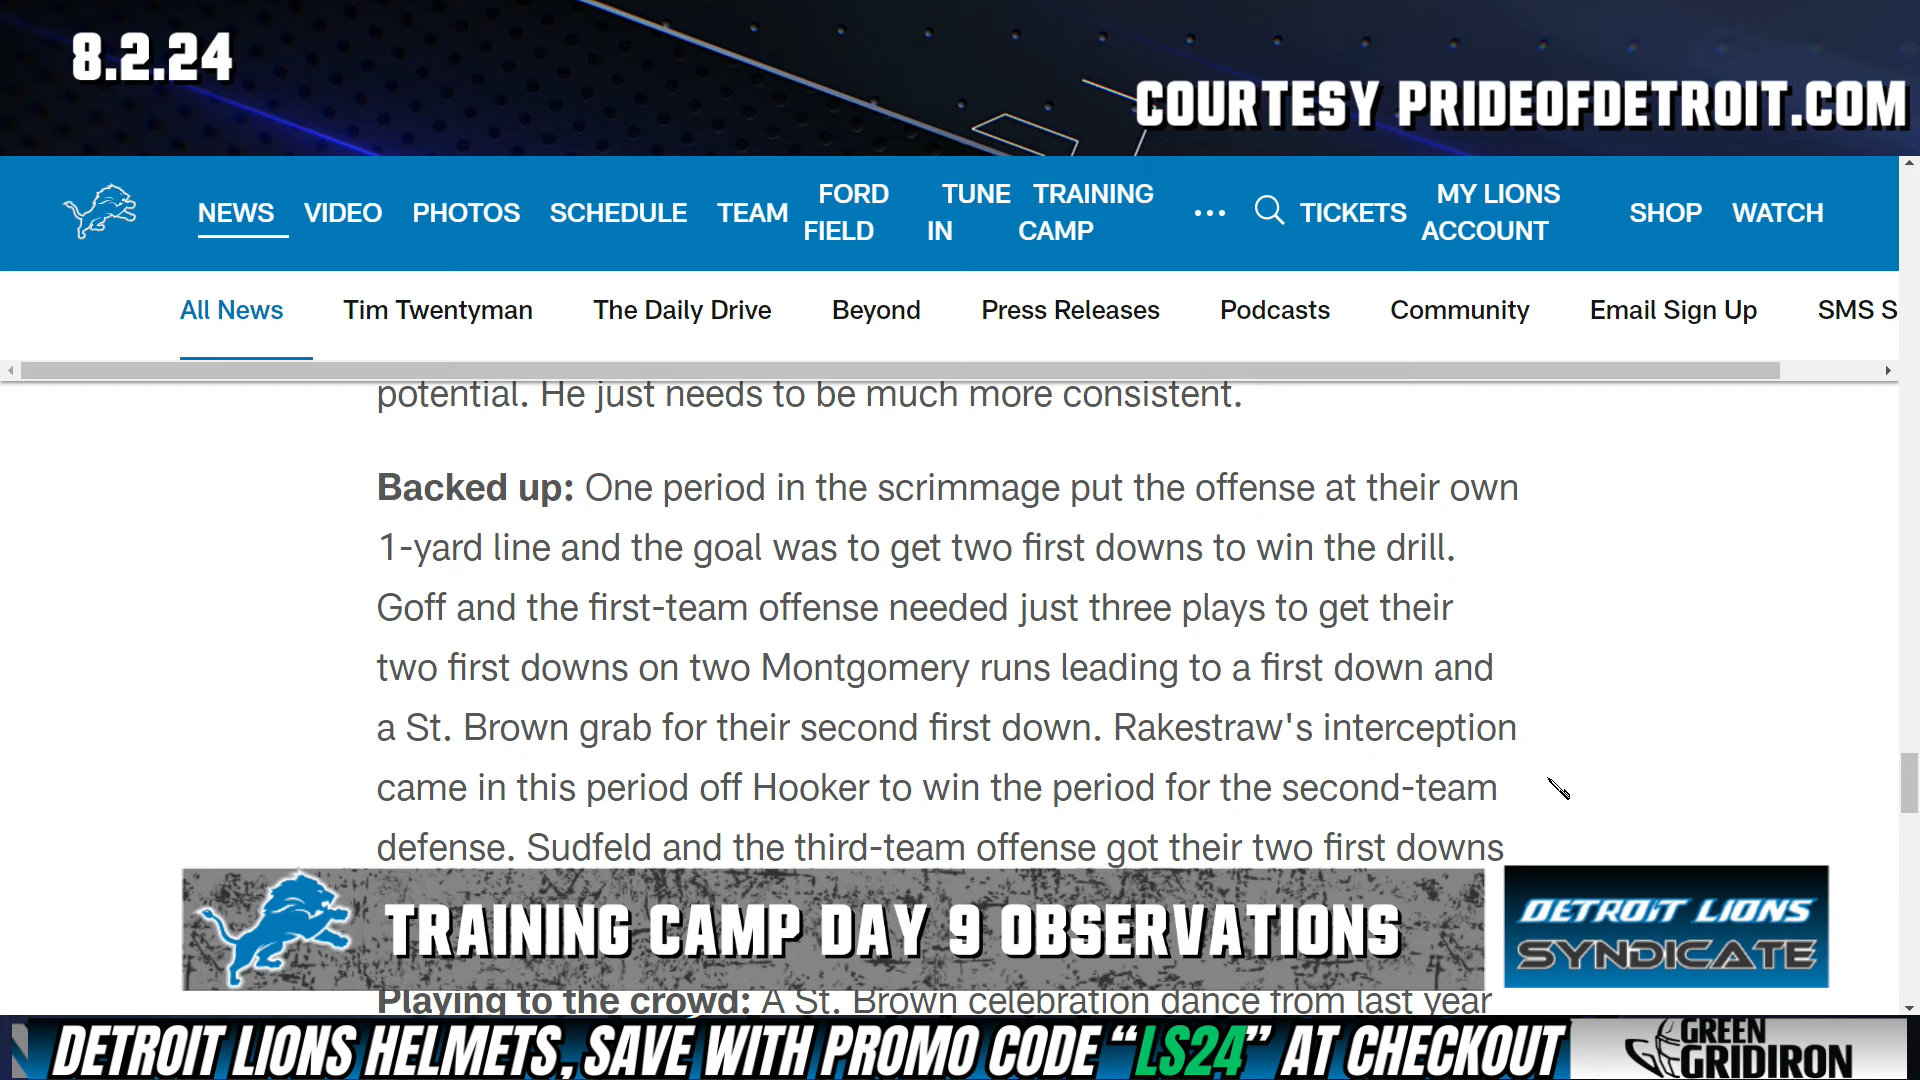 8.2.24
COURTESY PRIDEOFDETROIT.COM
NEWS VIDEO PHOTOS SCHEDULE TEAM FORD FIELD TUNE IN TRAINING CAMP ... TICKETS MY LIONS ACCOUNT SHOP WATCH
All News Tim Twentyman The Daily Drive Beyond Press Releases Podcasts Community Email Sign Up SMS S
potential. He just needs to be much more consistent.
Backed up: One period in the scrimmage put the offense at their own
1-yard line and the goal was to get two first downs to win the drill.
Goff and the first-team offense needed just three plays to get their
two first downs on two Montgomery runs leading to a first down and
a St. Brown grab for their second first down. Rakestraw's interception
came in this period off Hooker to win the period for the second-team
defense. Sudfeld and the third-team offense got their two first downs
TRAINING CAMP DAY 9 OBSERVATIONS
DETROIT LIONS
SYNDICATE
Playing to the crowd: A St. Brown celebration dance from last year
DETROIT LIONS HELMETS, SAVE WITH PROMO CODE "LS24" AT CHECKOUT
GREEN
GRIDIRON